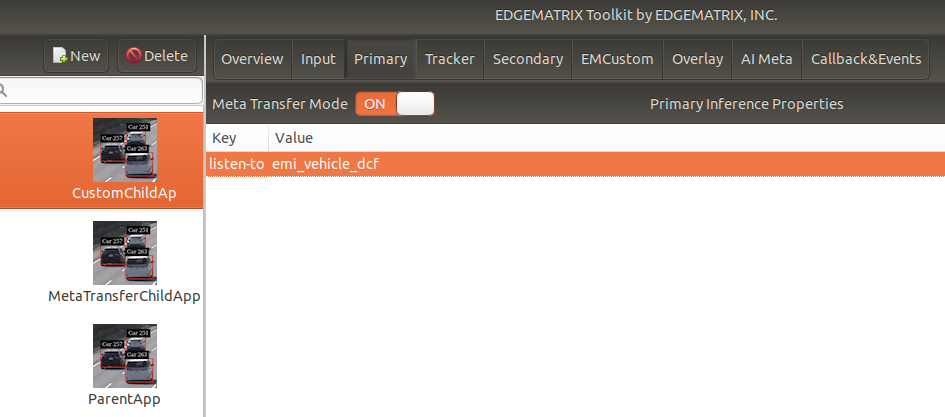 EDGEMATRIX Toolkit by EDGEMATRIX, INC.
New Delete
Overview Input Primary Tracker Secondary EMCustom Overlay AI Meta Callback&Events
Meta Transfer Mode ON Primary Inference Properties
Key Value
listen-to emi_vehicle_dcf
Car 251
Car 257
Car 263
CustomChildAp
Car 251
Car 257
Car 263
MetaTransferChildApp
Car 251
Car 257
Car 263
ParentApp